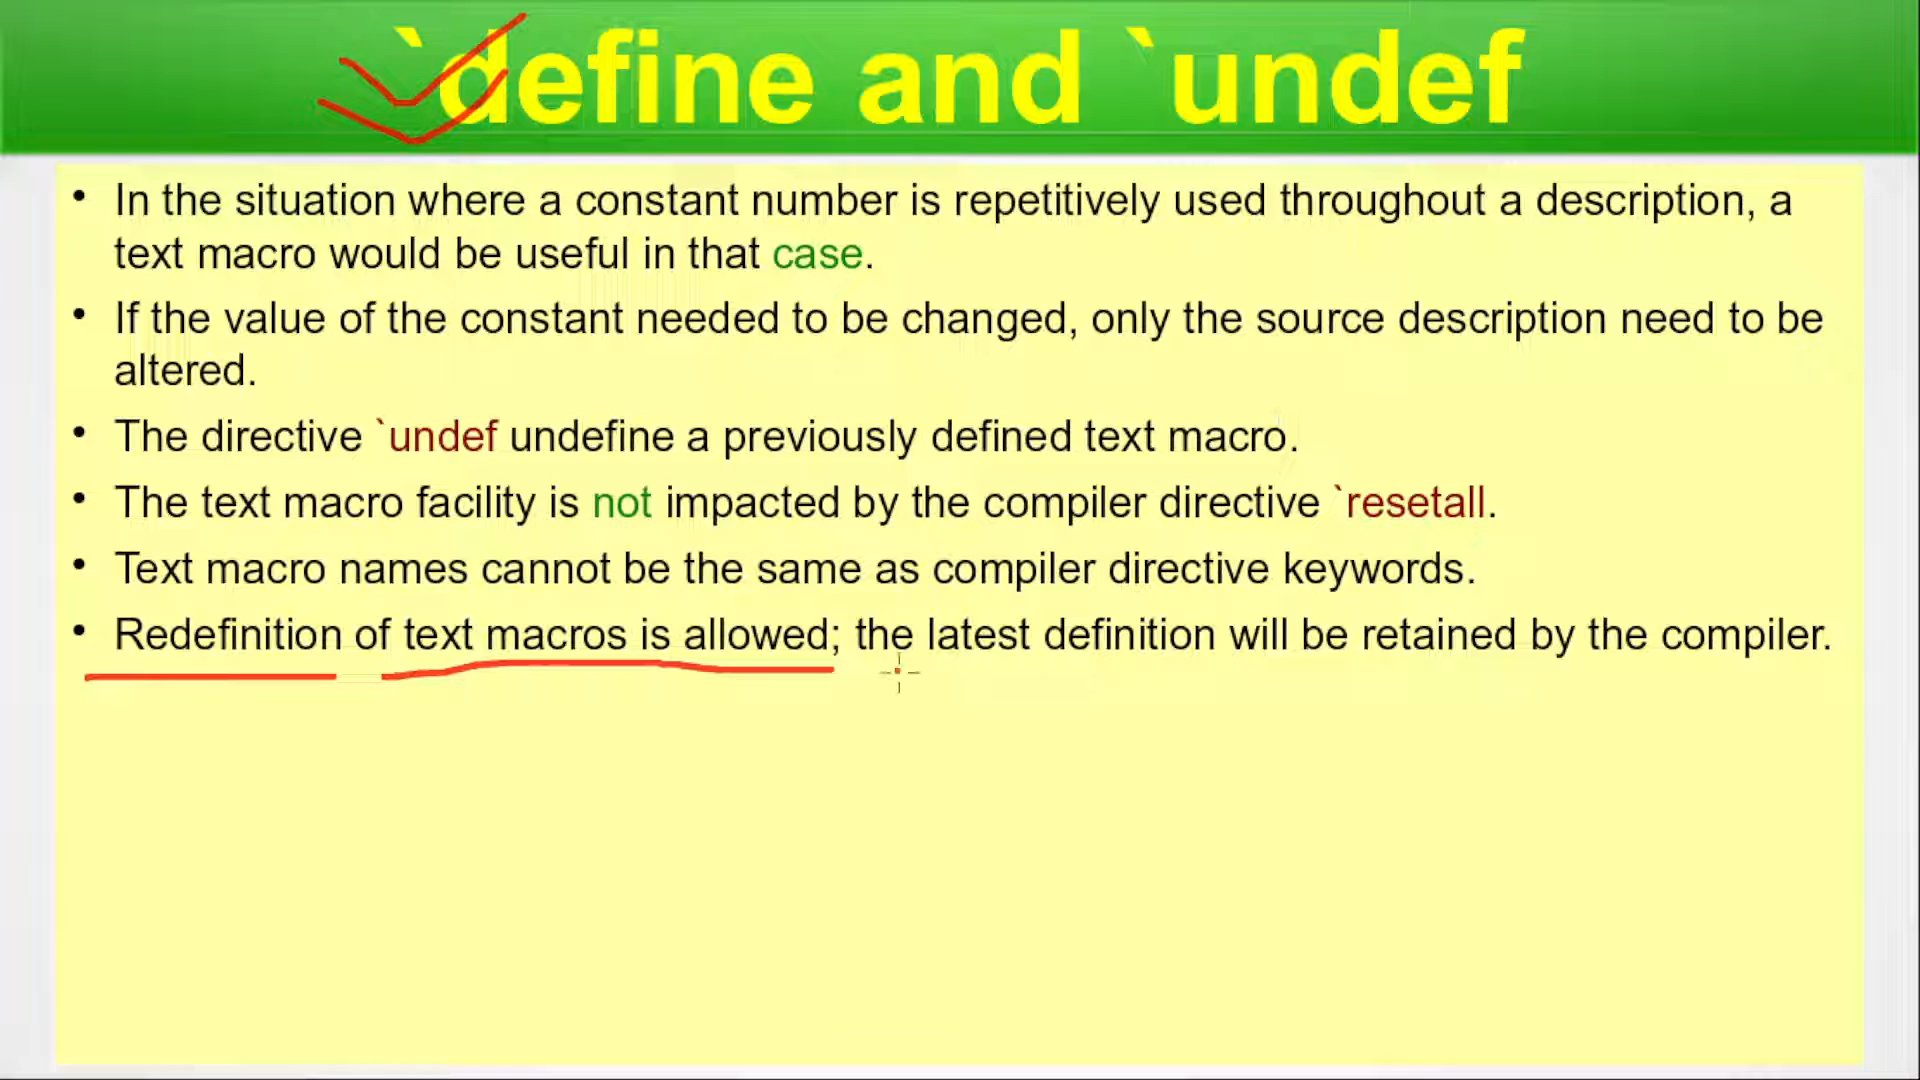 `define and `undef
• In the situation where a constant number is repetitively used throughout a description, a
text macro would be useful in that case.
• If the value of the constant needed to be changed, only the source description need to be
altered.
• The directive `undef undefine a previously defined text macro.
• The text macro facility is not impacted by the compiler directive `resetall.
• Text macro names cannot be the same as compiler directive keywords.
• Redefinition of text macros is allowed; the latest definition will be retained by the compiler.